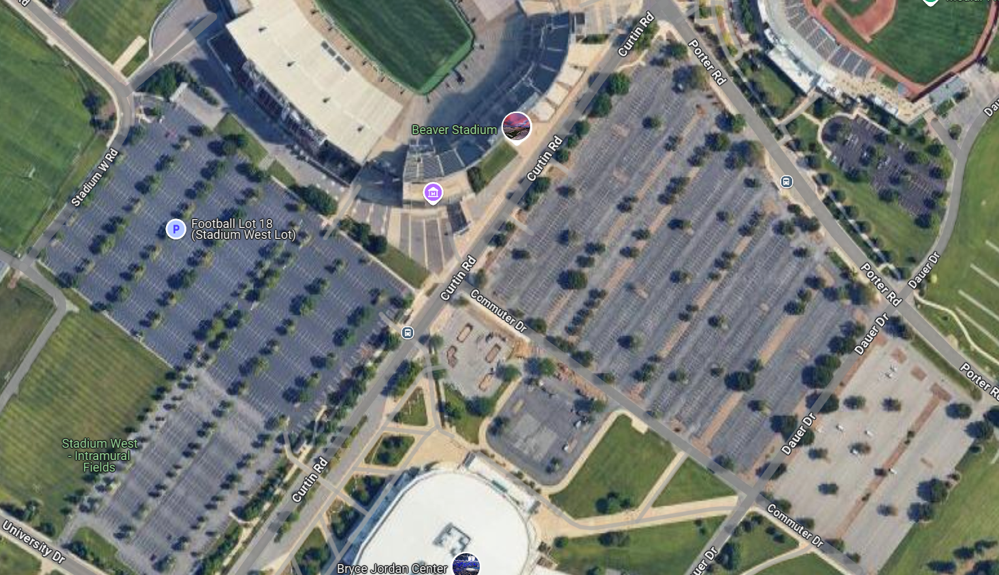 Curtin Rd
Porter Rd
Beaver Stadium
Curtin Rd
Stadium W Rd
P
Football Lot 18
(Stadium West Lot)
Dauer Dr
Curtin Rd
Porter Rd
Commuter Dr
Dauer Dr
Porter Rd
Dauer Dr
Stadium West
- Intramural
Fields
Curtin Rd
Commuter Dr
University Dr
Bryce Jordan Center